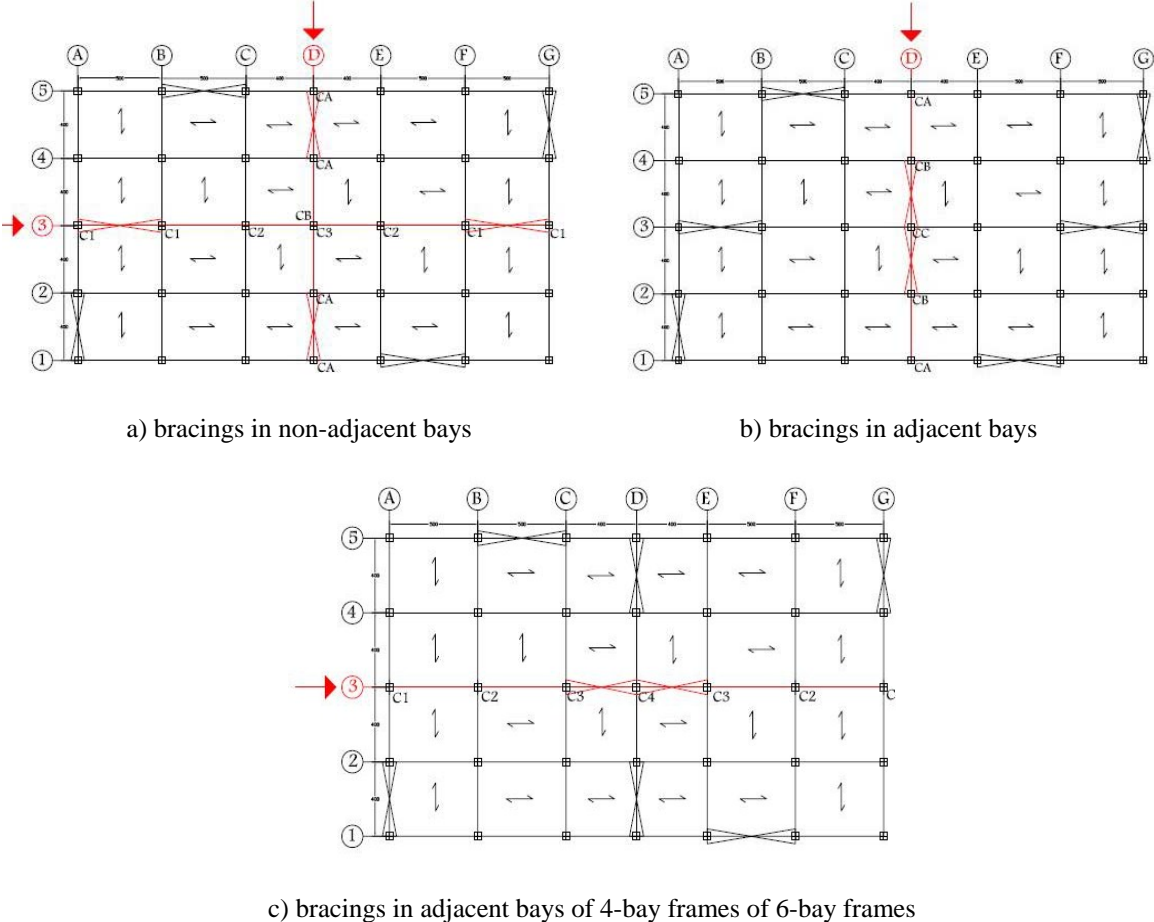 A B C D E F G
5
CA
4
CA
CB
3
C1 C1 C2 C3 C2 C1 C1
2
CA
1
CA
a) bracings in non-adjacent bays
A B C D E F G
5
CA
4
CB
3
CC
2
CB
1
CA
b) bracings in adjacent bays
A B C D E F G
5
4
3
C1 C2 C3 C4 C3 C2 C
2
1
c) bracings in adjacent bays of 4-bay frames of 6-bay frames